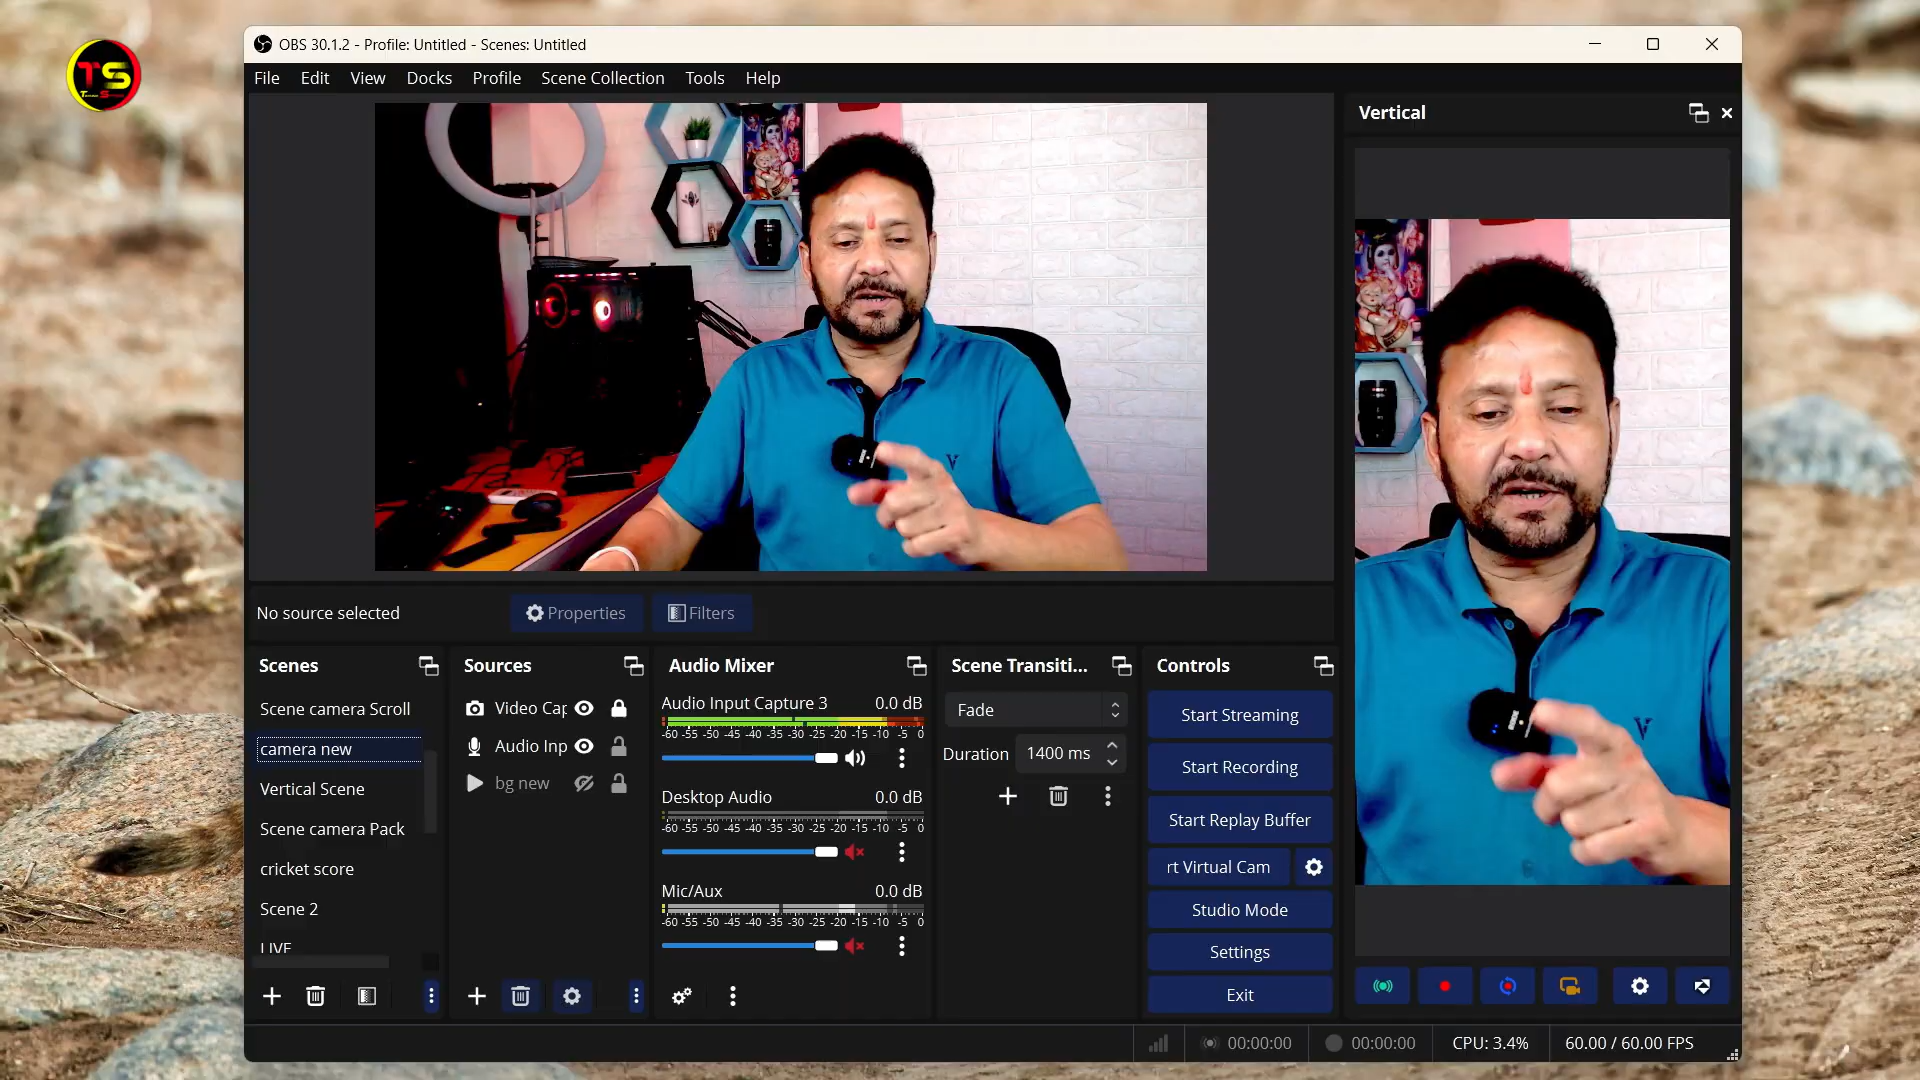 TS
OBS 30.1.2 - Profile: Untitled - Scenes: Untitled
File Edit View Docks Profile Scene Collection Tools Help
Vertical
No source selected
Properties
Filters
Scenes
Scene camera Scroll
camera new
Vertical Scene
Scene camera Pack
cricket score
Scene 2
LIVE
Sources
Video Cap
Audio Inp
bg new
Audio Mixer
Audio Input Capture 3 0.0 dB
-60 -55 -50 -45 -40 -35 -30 -25 -20 -15 -10 -5 0
Desktop Audio 0.0 dB
-60 -55 -50 -45 -40 -35 -30 -25 -20 -15 -10 -5 0
Mic/Aux 0.0 dB
-60 -55 -50 -45 -40 -35 -30 -25 -20 -15 -10 -5 0
Scene Transiti...
Fade
Duration 1400 ms
Controls
Start Streaming
Start Recording
Start Replay Buffer
rt Virtual Cam
Studio Mode
Settings
Exit
00:00:00 00:00:00 CPU: 3.4% 60.00 / 60.00 FPS